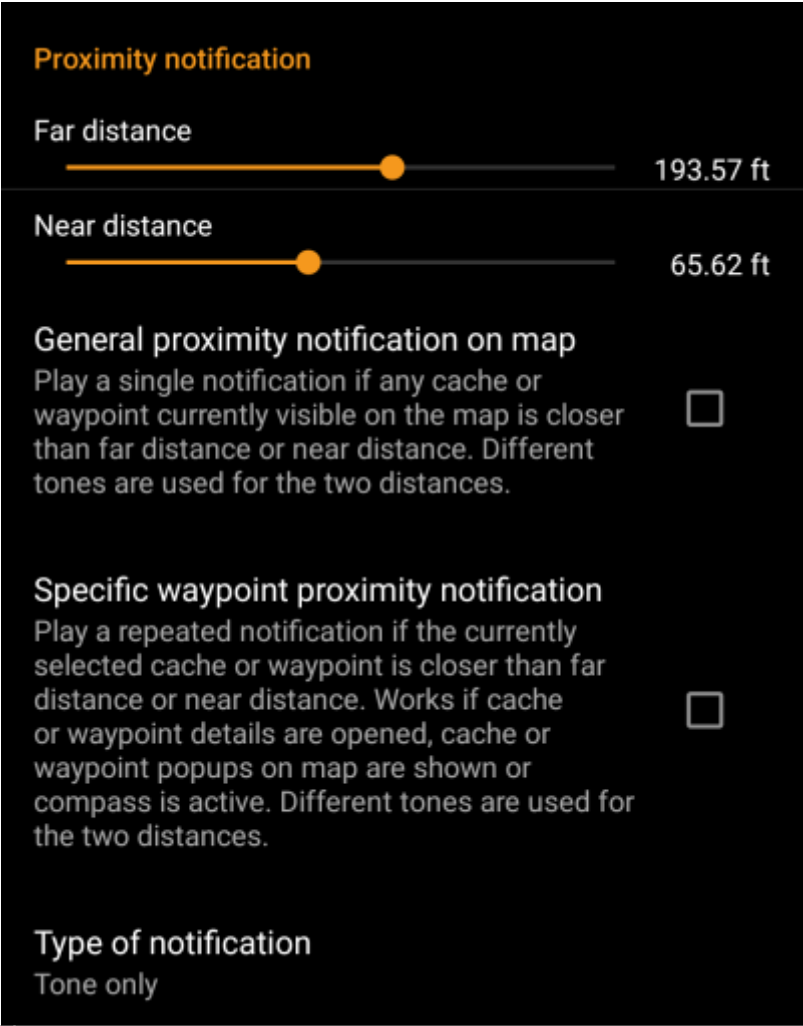 Proximity notification
Far distance
193.57 ft
Near distance
65.62 ft
General proximity notification on map
Play a single notification if any cache or
waypoint currently visible on the map is closer
than far distance or near distance. Different
tones are used for the two distances.
Specific waypoint proximity notification
Play a repeated notification if the currently
selected cache or waypoint is closer than far
distance or near distance. Works if cache
or waypoint details are opened, cache or
waypoint popups on map are shown or
compass is active. Different tones are used for
the two distances.
Type of notification
Tone only